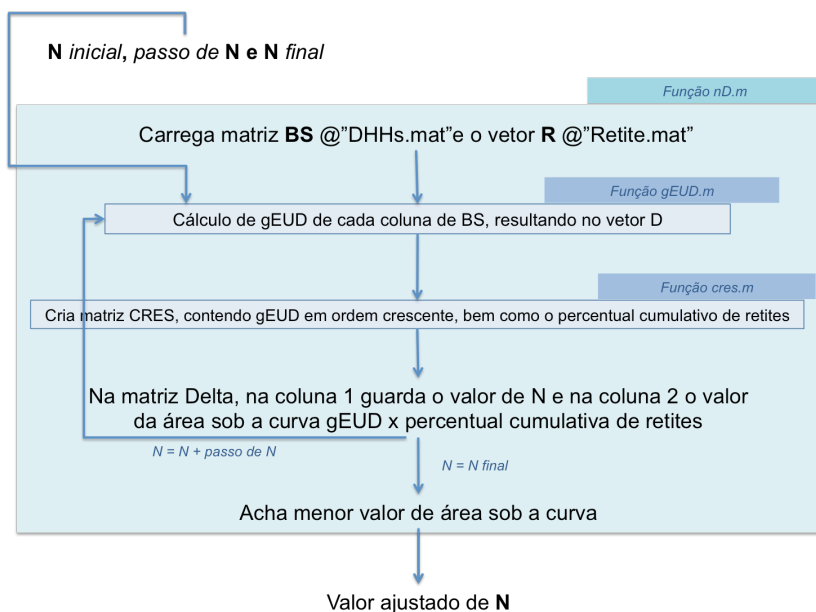 N inicial, passo de N e N final
Função nD.m
Carrega matriz BS @”DHHs.mat”e o vetor R @”Retite.mat”
Função gEUD.m
Cálculo de gEUD de cada coluna de BS, resultando no vetor D
Função cres.m
Cria matriz CRES, contendo gEUD em ordem crescente, bem como o percentual cumulativo de retites
Na matriz Delta, na coluna 1 guarda o valor de N e na coluna 2 o valor
da área sob a curva gEUD x percentual cumulativa de retites
N = N + passo de N
N = N final
Acha menor valor de área sob a curva
Valor ajustado de N